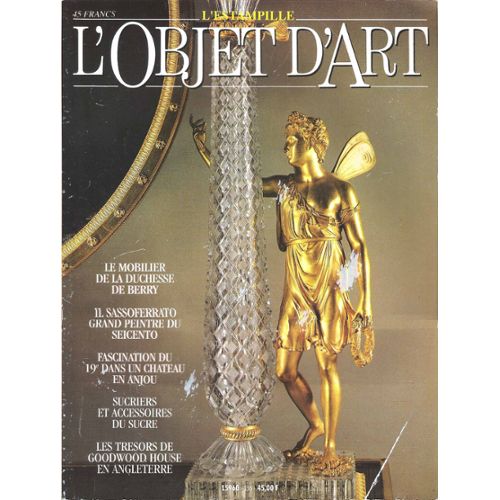 45 FRANCS
L'ESTAMPILLE
L'OBJET D'ART
LE MOBILIER
DE LA DUCHESSE
DE BERRY
IL SASSOFERRATO
GRAND PEINTRE DU
SEICENTO
FASCINATION DU
19e DANS UN CHATEAU
EN ANJOU
SUCRIERS
ET ACCESSOIRES
DU SUCRE
LES TRESORS DE
GOODWOOD HOUSE
EN ANGLETERRE
15960 45,00 F